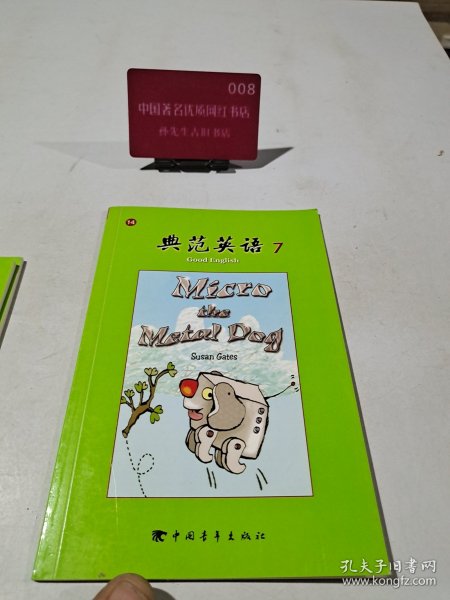 008
中国著名优质网红书店
孙先生古旧书店
14
典范英语 7
Good English
Micro
the
Metal Dog
Susan Gates
中国青年出版社
孔夫子旧书网
www.kongfz.com